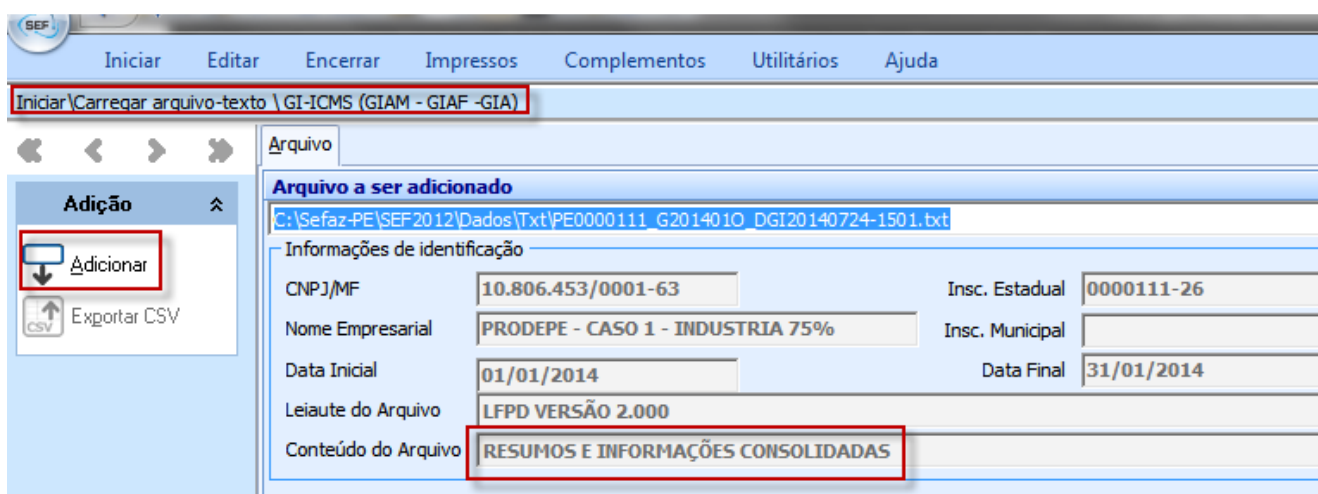 SEF
Iniciar Editar Encerrar Impressos Complementos Utilitários Ajuda
Iniciar\Carregar arquivo-texto \ GI-ICMS (GIAM - GIAF -GIA)
Arquivo
Adição
Arquivo a ser adicionado
C:\Sefaz-PE\SEF2012\Dados\Txt\PE0000111_G201401O_DGI20140724-1501.txt
Adicionar
Informações de identificação
CNPJ/MF 10.806.453/0001-63 Insc. Estadual 0000111-26
CSV Exportar CSV
Nome Empresarial PRODEPE - CASO 1 - INDUSTRIA 75% Insc. Municipal
Data Inicial 01/01/2014 Data Final 31/01/2014
Leiaute do Arquivo LFPD VERSÃO 2.000
Conteúdo do Arquivo RESUMOS E INFORMAÇÕES CONSOLIDADAS